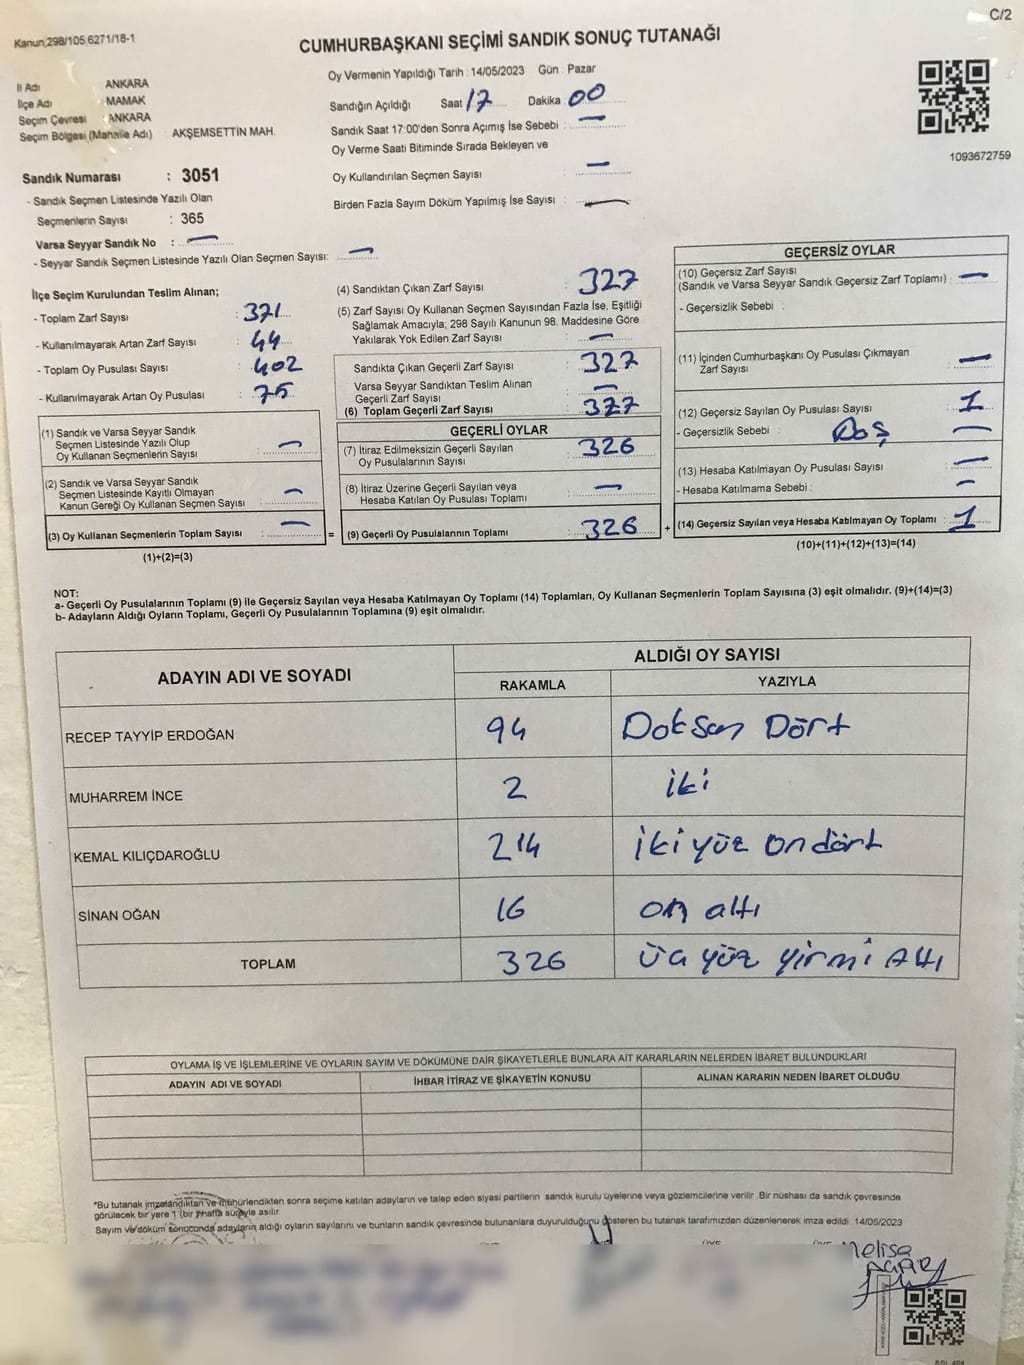 C/2
Kanun,298/105,6271/18-1
CUMHURBAŞKANI SEÇİMİ SANDIK SONUÇ TUTANAĞI
İl Adı : ANKARA
İlçe Adı : MAMAK
Seçim Çevresi : ANKARA
Seçim Bölgesi (Mahalle Adı) : AKŞEMSETTİN MAH.
Oy Vermenin Yapıldığı Tarih : 14/05/2023 Gün : Pazar
Sandığın Açıldığı Saat 17 Dakika : 00
Sandık Saat 17:00'den Sonra Açımış İse Sebebi : —
Oy Verme Saati Bitiminde Sırada Bekleyen ve
Oy Kullandırılan Seçmen Sayısı : —
Birden Fazla Sayım Döküm Yapılmış İse Sayısı : —
1093672759
Sandık Numarası : 3051
- Sandık Seçmen Listesinde Yazılı Olan
Seçmenlerin Sayısı : 365
Varsa Seyyar Sandık No : —
- Seyyar Sandık Seçmen Listesinde Yazılı Olan Seçmen Sayısı: —
İlçe Seçim Kurulundan Teslim Alınan;
- Toplam Zarf Sayısı : 371
- Kullanılmayarak Artan Zarf Sayısı : 44
- Toplam Oy Pusulası Sayısı : 402
- Kullanılmayarak Artan Oy Pusulası : 75
(1) Sandık ve Varsa Seyyar Sandık
Seçmen Listesinde Yazılı Olup
Oy Kullanan Seçmenlerin Sayısı : —
(2) Sandık ve Varsa Seyyar Sandık
Seçmen Listesinde Kayıtlı Olmayan
Kanun Gereği Oy Kullanan Seçmen Sayısı : —
(3) Oy Kullanan Seçmenlerin Toplam Sayısı : — =
(1)+(2)=(3)
(4) Sandıktan Çıkan Zarf Sayısı : 327
(5) Zarf Sayısı Oy Kullanan Seçmen Sayısından Fazla İse, Eşitliği
Sağlamak Amacıyla; 298 Sayılı Kanunun 98. Maddesine Göre
Yakılarak Yok Edilen Zarf Sayısı : —
Sandıkta Çıkan Geçerli Zarf Sayısı : 327
Varsa Seyyar Sandıktan Teslim Alınan
Geçerli Zarf Sayısı : —
(6) Toplam Geçerli Zarf Sayısı : 327
GEÇERLİ OYLAR
(7) İtiraz Edilmeksizin Geçerli Sayılan
Oy Pusulalarının Sayısı : 326
(8) İtiraz Üzerine Geçerli Sayılan veya
Hesaba Katılan Oy Pusulası Toplamı : —
(9) Geçerli Oy Pusulalarının Toplamı : 326 +
GEÇERSİZ OYLAR
(10) Geçersiz Zarf Sayısı
(Sandık ve Varsa Seyyar Sandık Geçersiz Zarf Toplamı) : —
- Geçersizlik Sebebi :
(11) İçinden Cumhurbaşkanı Oy Pusulası Çıkmayan
Zarf Sayısı : —
(12) Geçersiz Sayılan Oy Pusulası Sayısı : 1
- Geçersizlik Sebebi : Boş —
(13) Hesaba Katılmayan Oy Pusulası Sayısı : —
- Hesaba Katılmama Sebebi : —
(14) Geçersiz Sayılan veya Hesaba Katılmayan Oy Toplamı : 1
(10)+(11)+(12)+(13)=(14)
NOT:
a- Geçerli Oy Pusulalarının Toplamı (9) ile Geçersiz Sayılan veya Hesaba Katılmayan Oy Toplamı (14) Toplamları, Oy Kullanan Seçmenlerin Toplam Sayısına (3) eşit olmalıdır. (9)+(14)=(3)
b- Adayların Aldığı Oyların Toplamı, Geçerli Oy Pusulalarının Toplamına (9) eşit olmalıdır.
ADAYIN ADI VE SOYADI ALDIĞI OY SAYISI
RAKAMLA YAZIYLA
RECEP TAYYİP ERDOĞAN 94 Doksan Dört
MUHARREM İNCE 2 iki
KEMAL KILIÇDAROĞLU 214 iki yüz on dört
SİNAN OĞAN 16 on altı
TOPLAM 326 üç yüz yirmi Altı
OYLAMA İŞ VE İŞLEMLERİNE VE OYLARIN SAYIM VE DÖKÜMÜNE DAİR ŞİKAYETLERLE BUNLARA AİT KARARLARIN NELERDEN İBARET BULUNDUKLARI
ADAYIN ADI VE SOYADI İHBAR İTİRAZ VE ŞİKAYETİN KONUSU ALINAN KARARIN NEDEN İBARET OLDUĞU
*Bu tutanak imzalandıktan ve mühürlendikten sonra seçime katılan adayların ve talep eden siyasi partilerin sandık kurulu üyelerine veya gözlemcilerine verilir. Bir nüshası da sandık çevresinde
görülecek bir yere 1 (bir )hafta süreyle asılır
Sayım ve döküm sonucunda adayların aldığı oyların sayılarını ve bunların sandık çevresinde bulunanlara duyurulduğunu gösteren bu tutanak tarafımızdan düzenlenerek imza edildi. 14/05/2023
Melisa